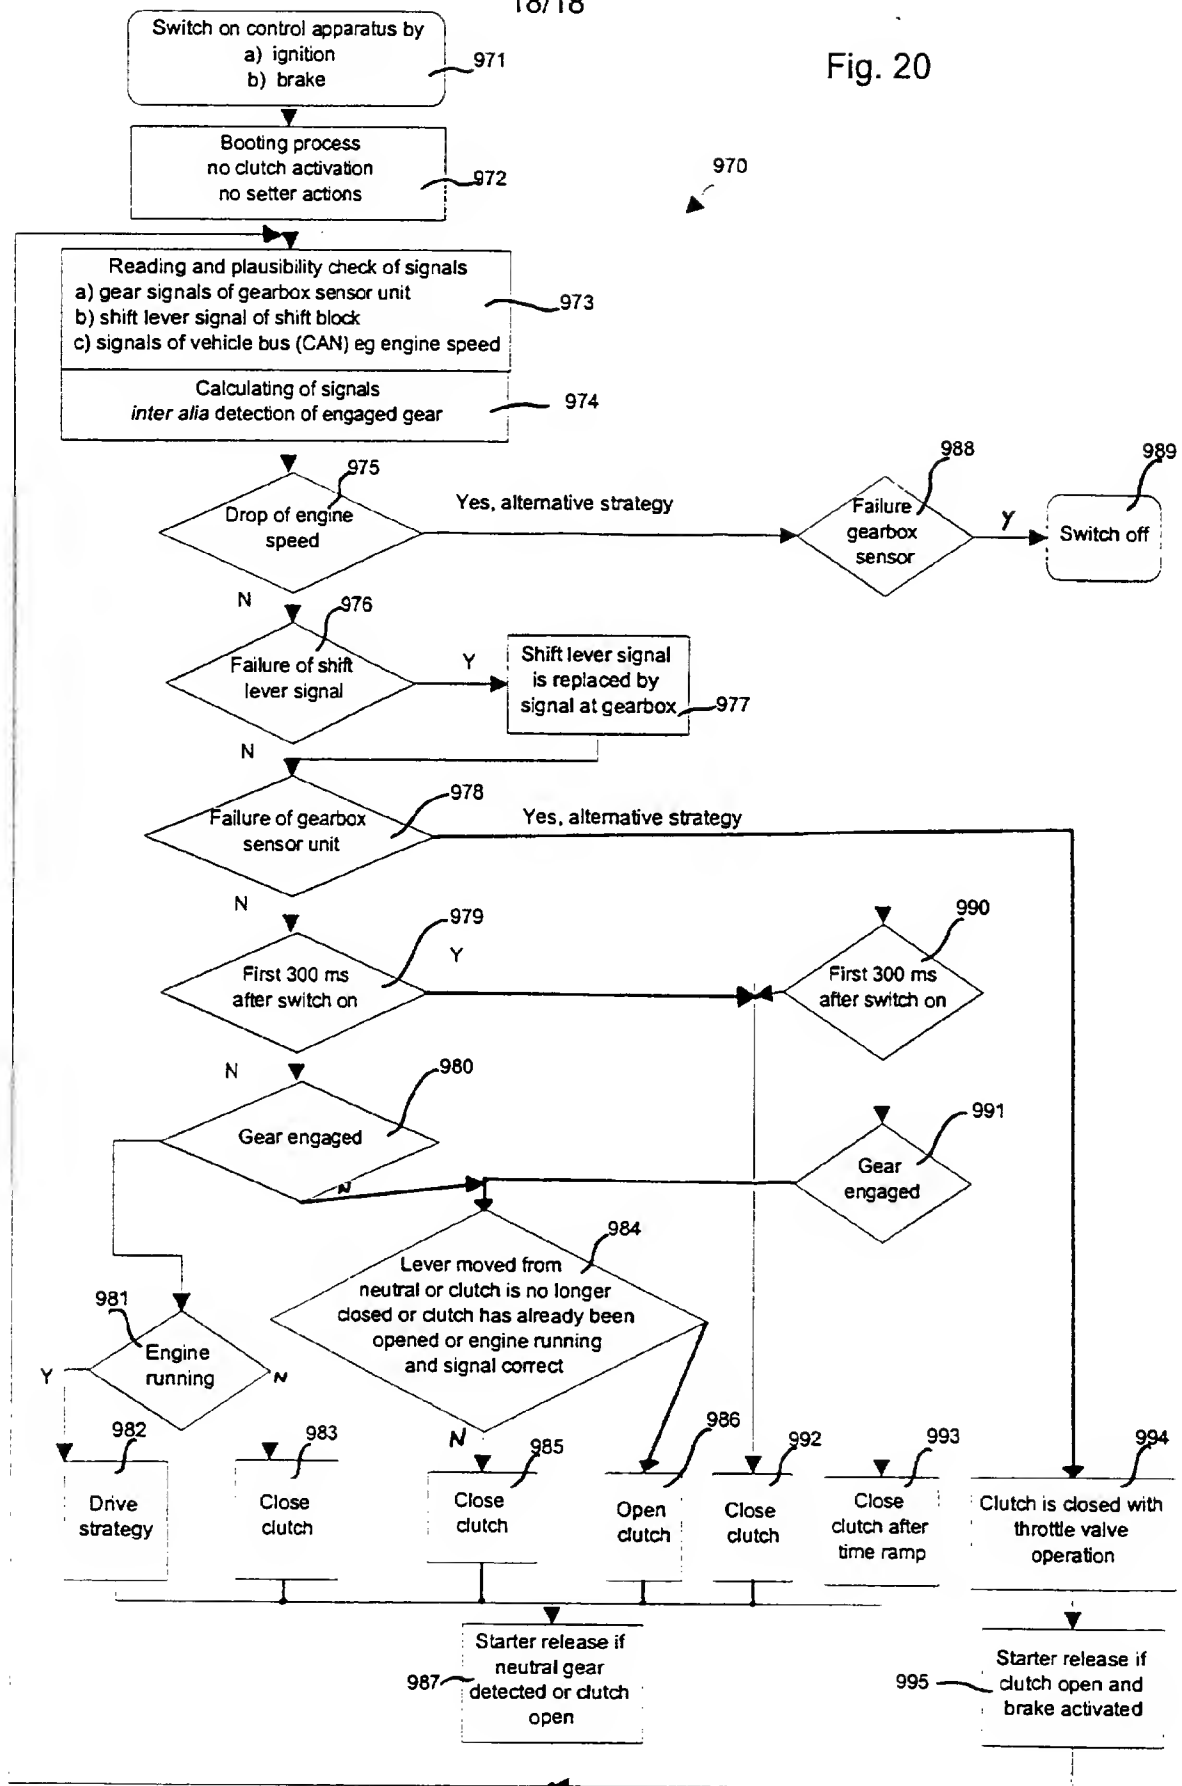 18/18
Fig. 20
Switch on control apparatus by
a) ignition
b) brake
971
Booting process
no clutch activation
no setter actions
972
970
Reading and plausibility check of signals
a) gear signals of gearbox sensor unit
b) shift lever signal of shift block
c) signals of vehicle bus (CAN) eg engine speed
973
Calculating of signals
inter alia detection of engaged gear
974
975
Drop of engine
speed
Yes, alternative strategy
988
Failure
gearbox
sensor
Y
989
Switch off
N
976
Failure of shift
lever signal
Y
Shift lever signal
is replaced by
signal at gearbox
977
N
978
Failure of gearbox
sensor unit
Yes, alternative strategy
N
979
First 300 ms
after switch on
Y
990
First 300 ms
after switch on
N
980
Gear engaged
N
991
Gear
engaged
984
Lever moved from
neutral or clutch is no longer
closed or clutch has already been
opened or engine running
and signal correct
981
Engine
running
Y
N
N
982
Drive
strategy
983
Close
clutch
985
Close
clutch
986
Open
clutch
992
Close
clutch
993
Close
clutch after
time ramp
994
Clutch is closed with
throttle valve
operation
Starter release if
neutral gear
detected or clutch
open
987
Starter release if
clutch open and
brake activated
995